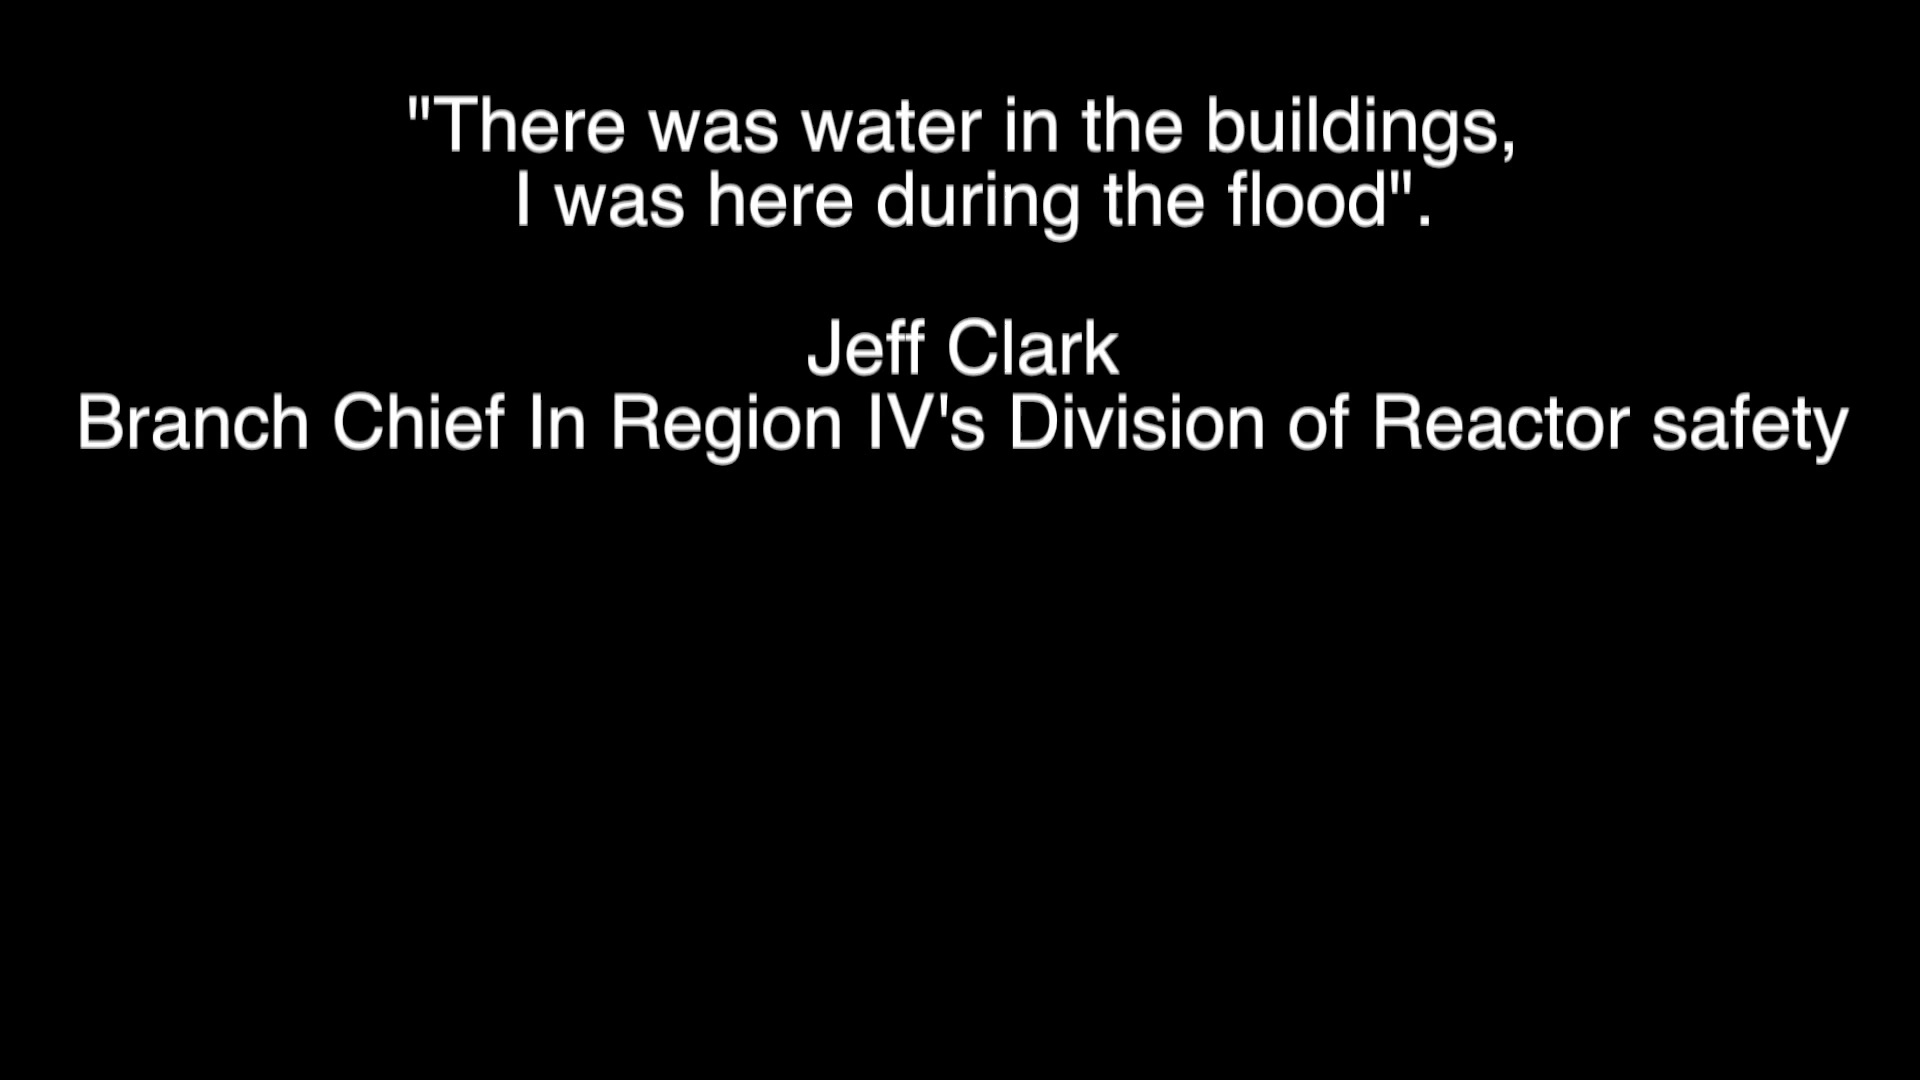 "There was water in the buildings,
I was here during the flood".
Jeff Clark
Branch Chief In Region IV's Division of Reactor safety